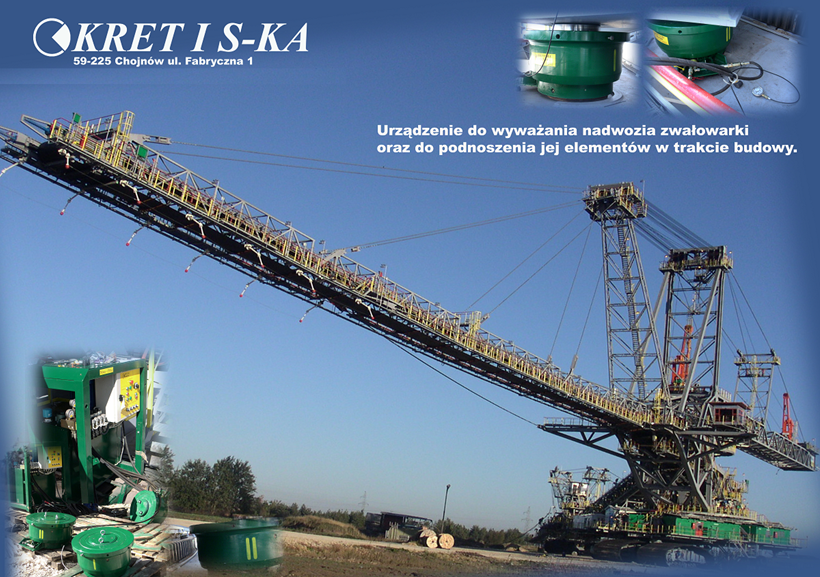 KRET I S-KA
59-225 Chojnów ul. Fabryczna 1
Urządzenie do wyważania nadwozia zwałowarki
oraz do podnoszenia jej elementów w trakcie budowy.